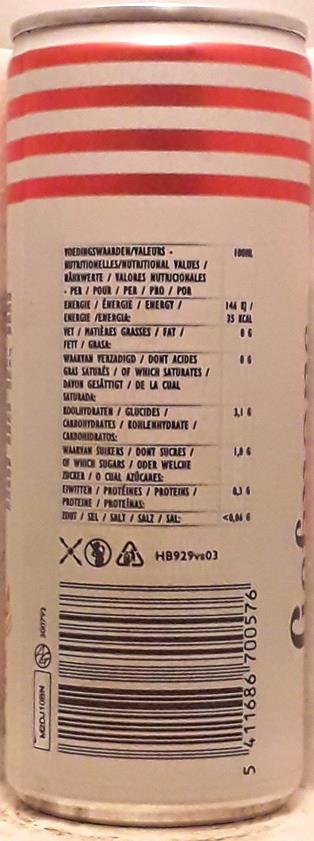 VOEDINGSWAARDEN/VALEURS - 100ML
NUTRITIONELLES/NUTRITIONAL VALUES /
NÄHRWERTE / VALORES NUTRICIONALES
- PER / POUR / PER / PRO / POR
ENERGIE / ÉNERGIE / ENERGY / 146 KJ /
ENERGIE /ENERGIA: 35 KCAL
VET / MATIÈRES GRASSES / FAT / 0 G
FETT / GRASA:
WAARVAN VERZADIGD / DONT ACIDES 0 G
GRAS SATURÉS / OF WHICH SATURATES /
DAVON GESÄTTIGT / DE LA CUAL
SATURADA:
KOOLHYDRATEN / GLUCIDES / 3,1 G
CARBOHYDRATES / KOHLENHYDRATE /
CARBOHIDRATOS:
WAARVAN SUIKERS / DONT SUCRES / 1,8 G
OF WHICH SUGARS / ODER WELCHE
ZUCKER / O CUAL AZÚCARES:
EIWITTEN / PROTÉINES / PROTEINS / 0,3 G
PROTEINE / PROTEÍNAS:
ZOUT / SEL / SALT / SALZ / SAL: <0,06 G
HB929vs03
300792
M2DJ10BN
5 411686 700576